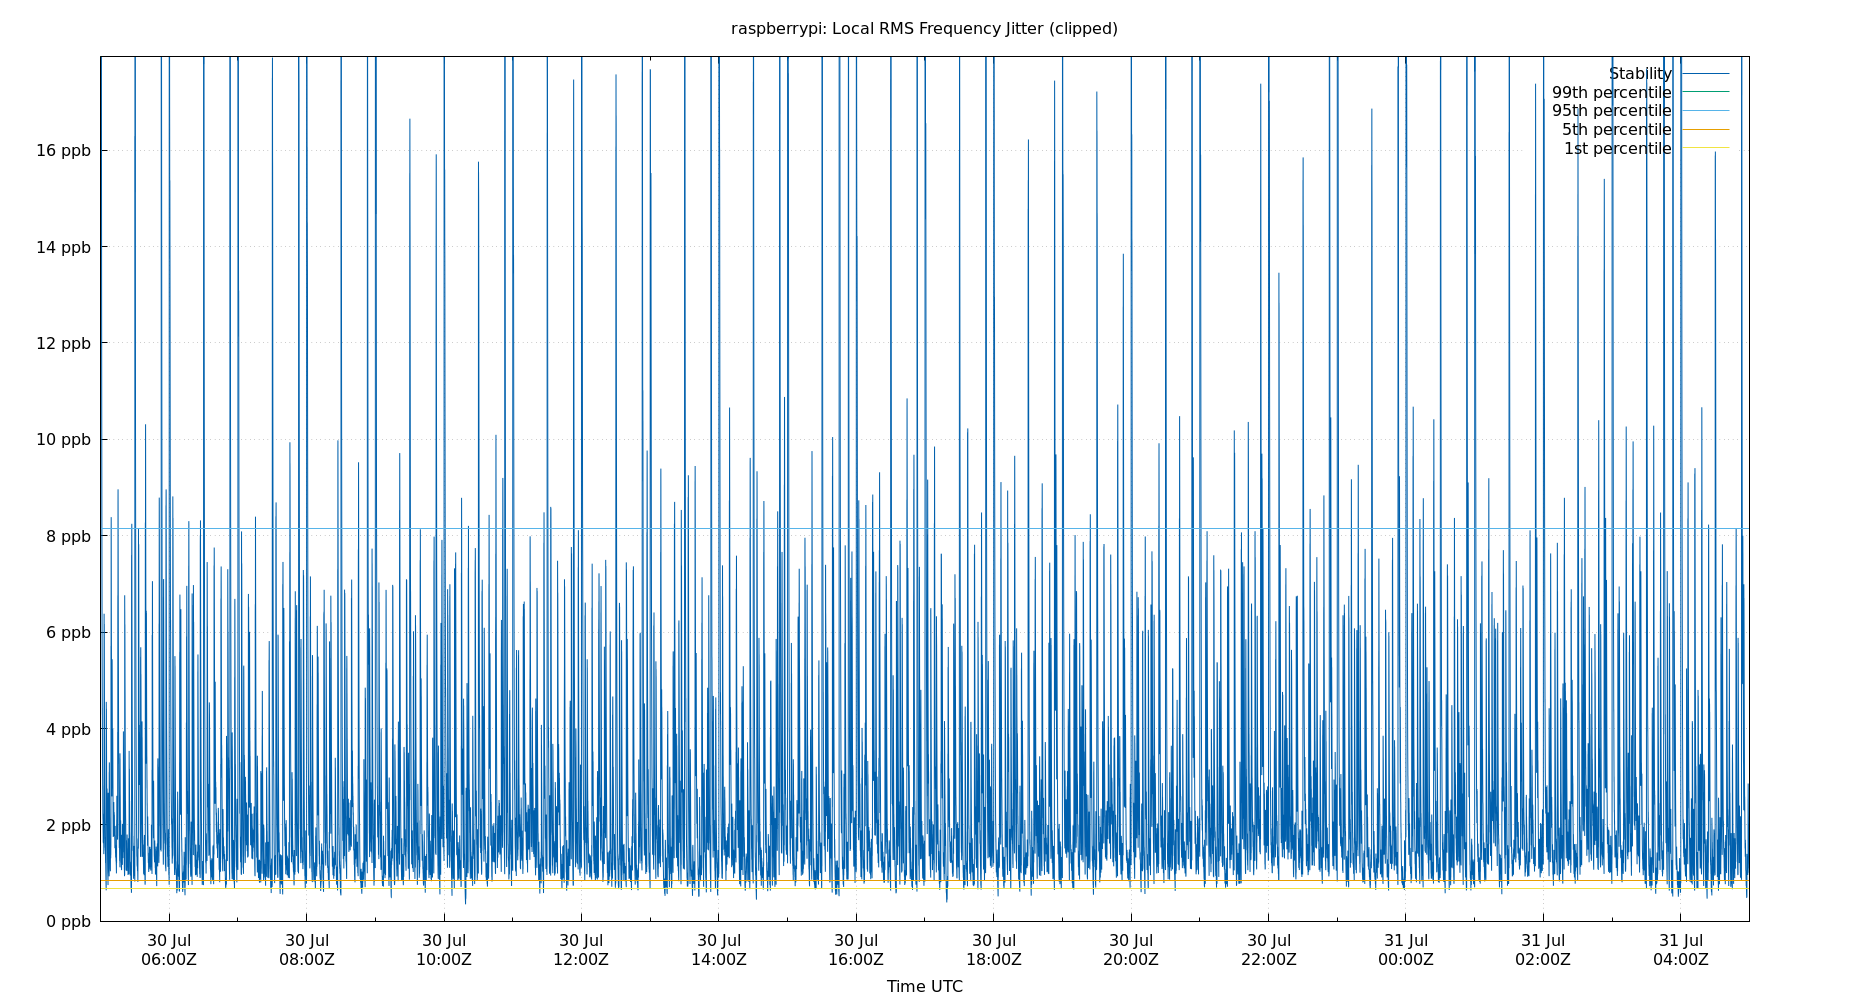 raspberrypi: Local RMS Frequency Jitter (clipped)
Stability
99th percentile
95th percentile
5th percentile
1st percentile
16 ppb
14 ppb
12 ppb
10 ppb
8 ppb
6 ppb
4 ppb
2 ppb
0 ppb
30 Jul 30 Jul 30 Jul 30 Jul 30 Jul 30 Jul 30 Jul 30 Jul 30 Jul 31 Jul 31 Jul 31 Jul
06:00Z 08:00Z 10:00Z 12:00Z 14:00Z 16:00Z 18:00Z 20:00Z 22:00Z 00:00Z 02:00Z 04:00Z
Time UTC